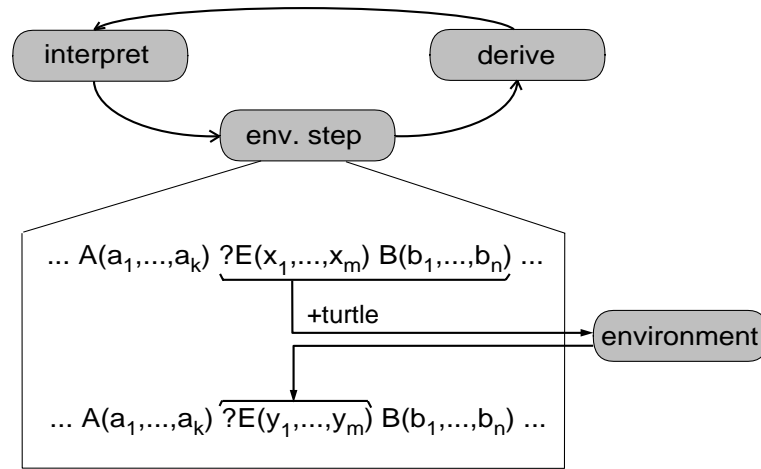 interpret
derive
env. step
... A(a₁,...,aₖ) ?E(x₁,...,xₘ) B(b₁,...,bₙ) ...
+turtle
environment
... A(a₁,...,aₖ) ?E(y₁,...,yₘ) B(b₁,...,bₙ) ...